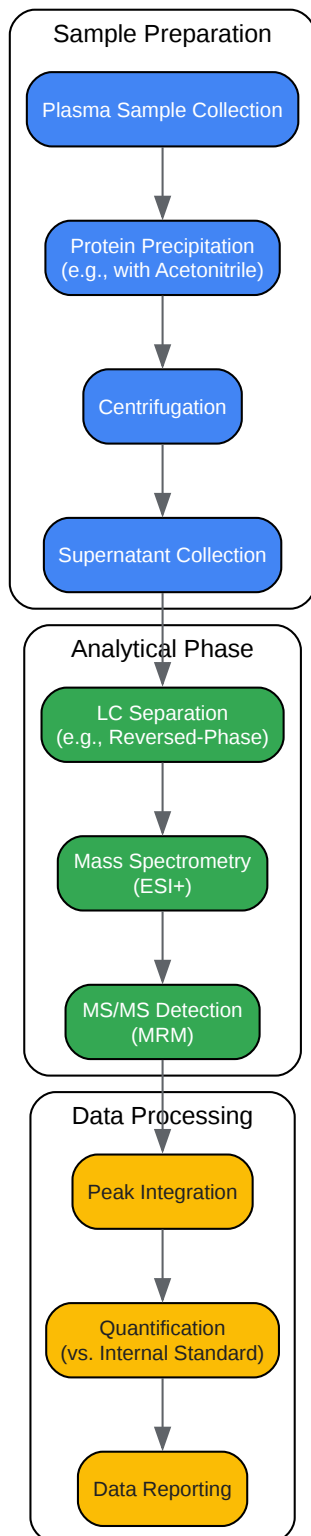 Sample Preparation
Plasma Sample Collection
Protein Precipitation
(e.g., with Acetonitrile)
Centrifugation
Supernatant Collection
Analytical Phase
LC Separation
(e.g., Reversed-Phase)
Mass Spectrometry
(ESI+)
MS/MS Detection
(MRM)
Data Processing
Peak Integration
Quantification
(vs. Internal Standard)
Data Reporting